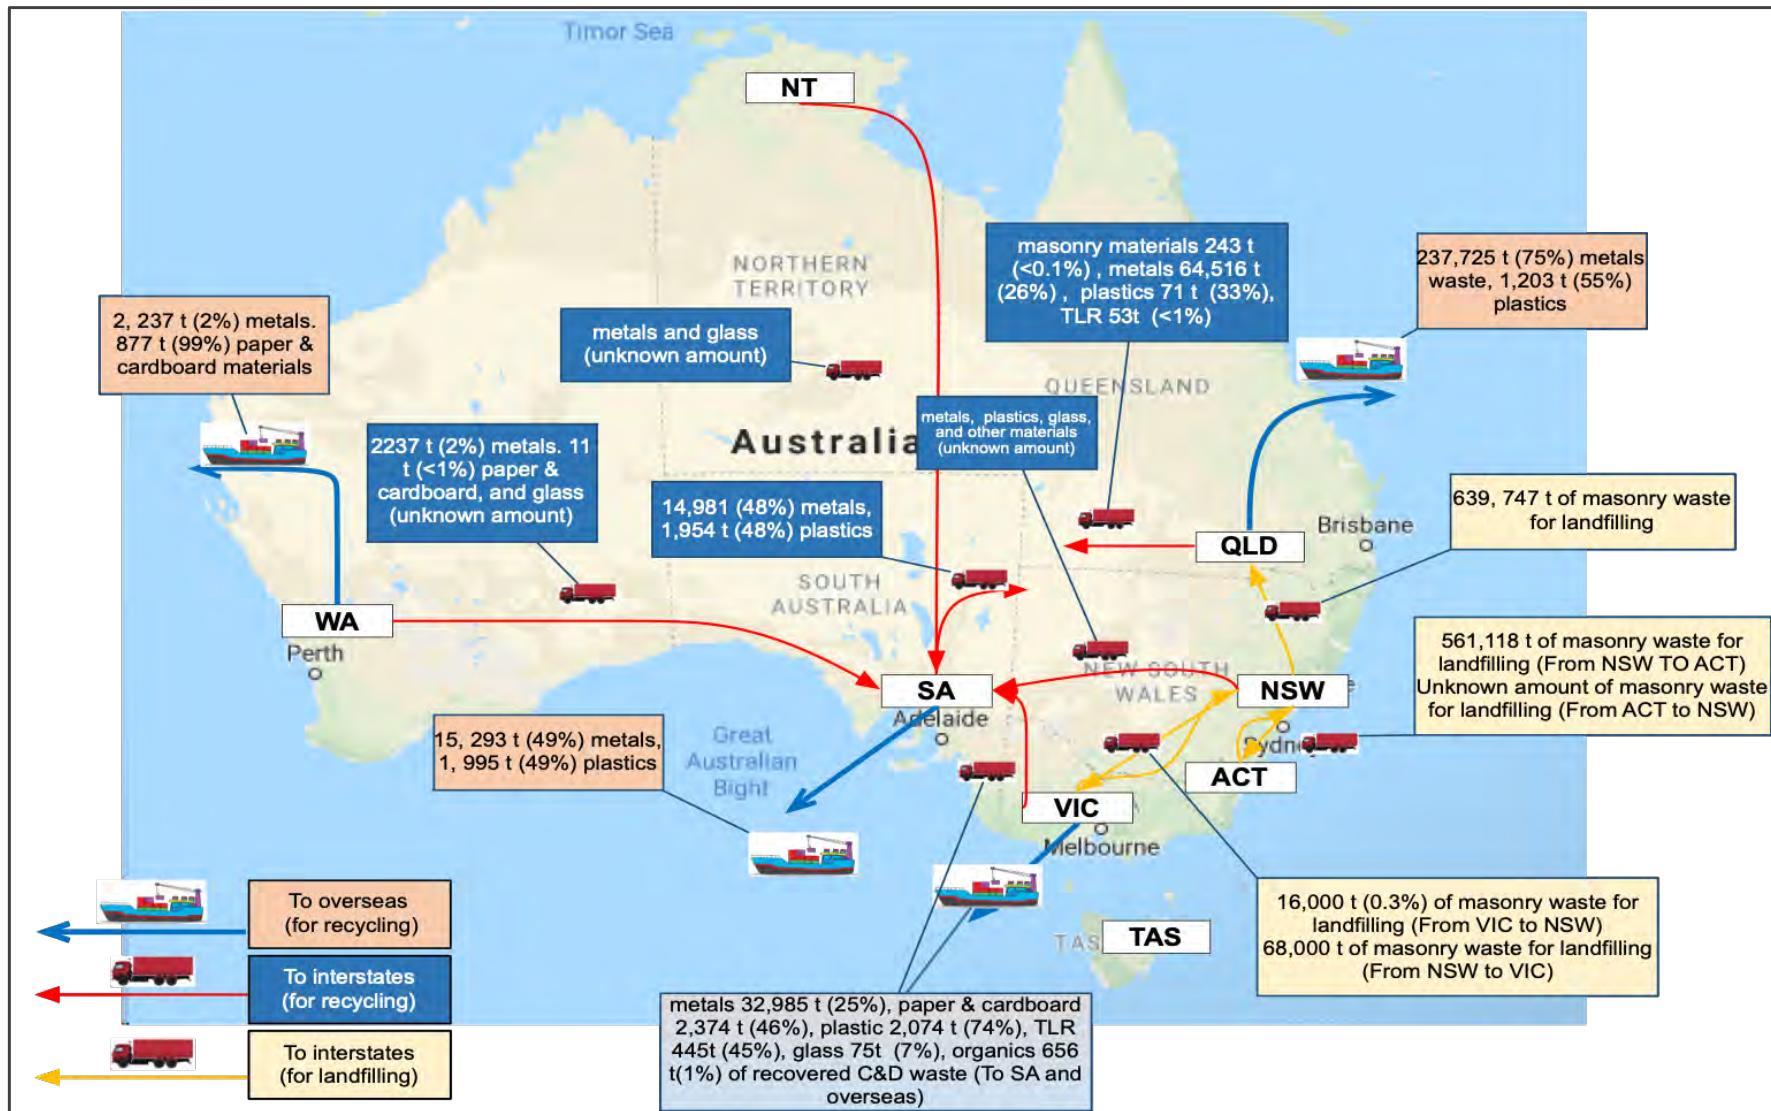 Timor Sea
NT
NORTHERN
TERRITORY
masonry materials 243 t
(<0.1%) , metals 64,516 t
(26%) , plastics 71 t (33%),
TLR 53t (<1%)
237,725 t (75%) metals
waste, 1,203 t (55%)
plastics
2, 237 t (2%) metals.
877 t (99%) paper &
cardboard materials
metals and glass
(unknown amount)
QUEENSLAND
metals, plastics, glass,
and other materials
(unknown amount)
Australia
2237 t (2%) metals. 11
t (<1%) paper &
cardboard, and glass
(unknown amount)
14,981 (48%) metals,
1,954 t (48%) plastics
639, 747 t of masonry waste
for landfilling
Brisbane
QLD
SOUTH
AUSTRALIA
WA
Perth
561,118 t of masonry waste for
landfilling (From NSW TO ACT)
Unknown amount of masonry waste
for landfilling (From ACT to NSW)
NEW SOUTH
WALES
SA
Adelaide
NSW
Sydney
15, 293 t (49%) metals,
1, 995 t (49%) plastics
Great
Australian
Bight
ACT
VIC
Melbourne
To overseas
(for recycling)
16,000 t (0.3%) of masonry waste for
landfilling (From VIC to NSW)
68,000 t of masonry waste for landfilling
(From NSW to VIC)
TAS
TAS
To interstates
(for recycling)
metals 32,985 t (25%), paper & cardboard
2,374 t (46%), plastic 2,074 t (74%), TLR
445t (45%), glass 75t (7%), organics 656
t(1%) of recovered C&D waste (To SA and
overseas)
To interstates
(for landfilling)